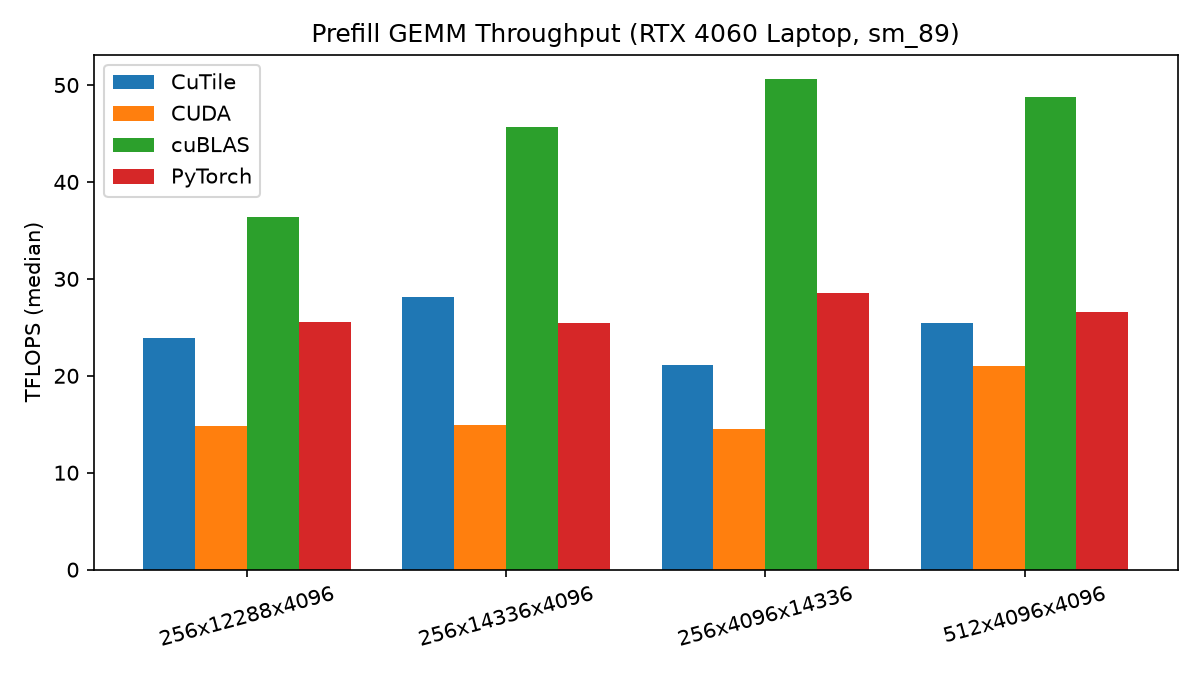 Prefill GEMM Throughput (RTX 4060 Laptop, sm_89)
CuTile
CUDA
cuBLAS
PyTorch
TFLOPS (median)
50
40
30
20
10
0
256x12288x4096
256x14336x4096
256x4096x14336
512x4096x4096